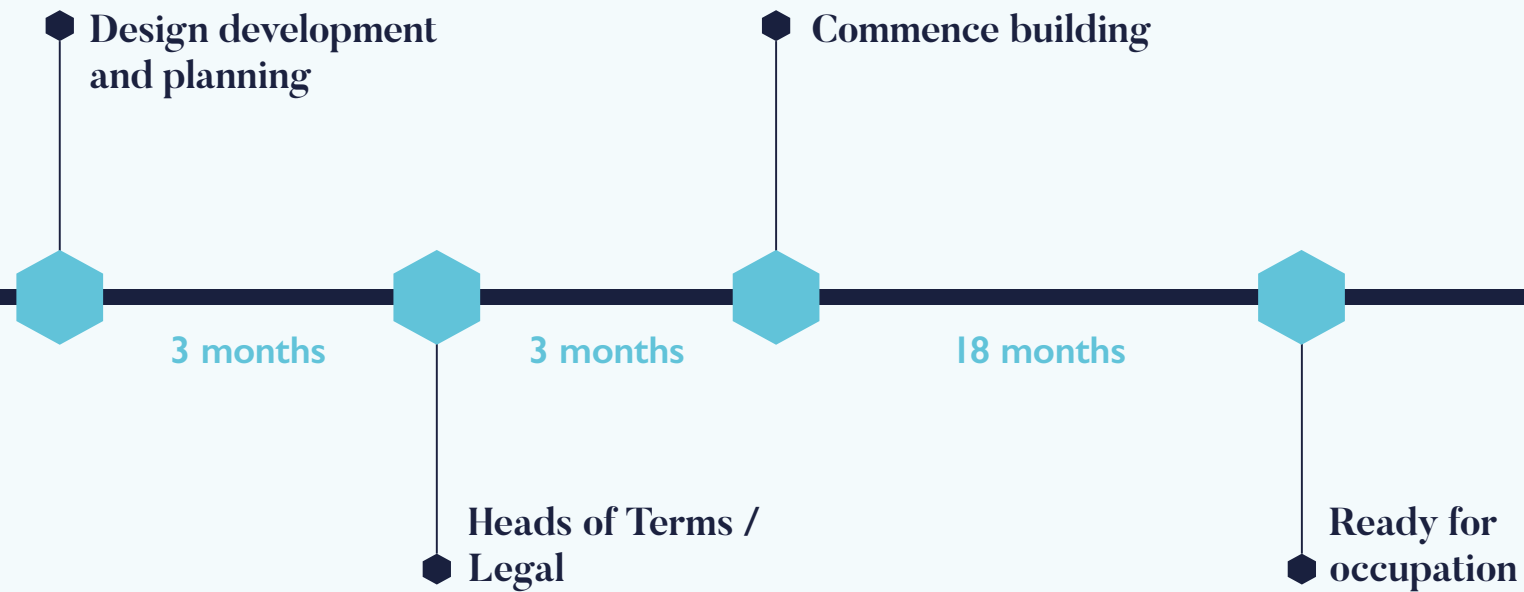 Design development
and planning
Commence building
3 months
3 months
18 months
Heads of Terms /
Legal
Ready for
occupation